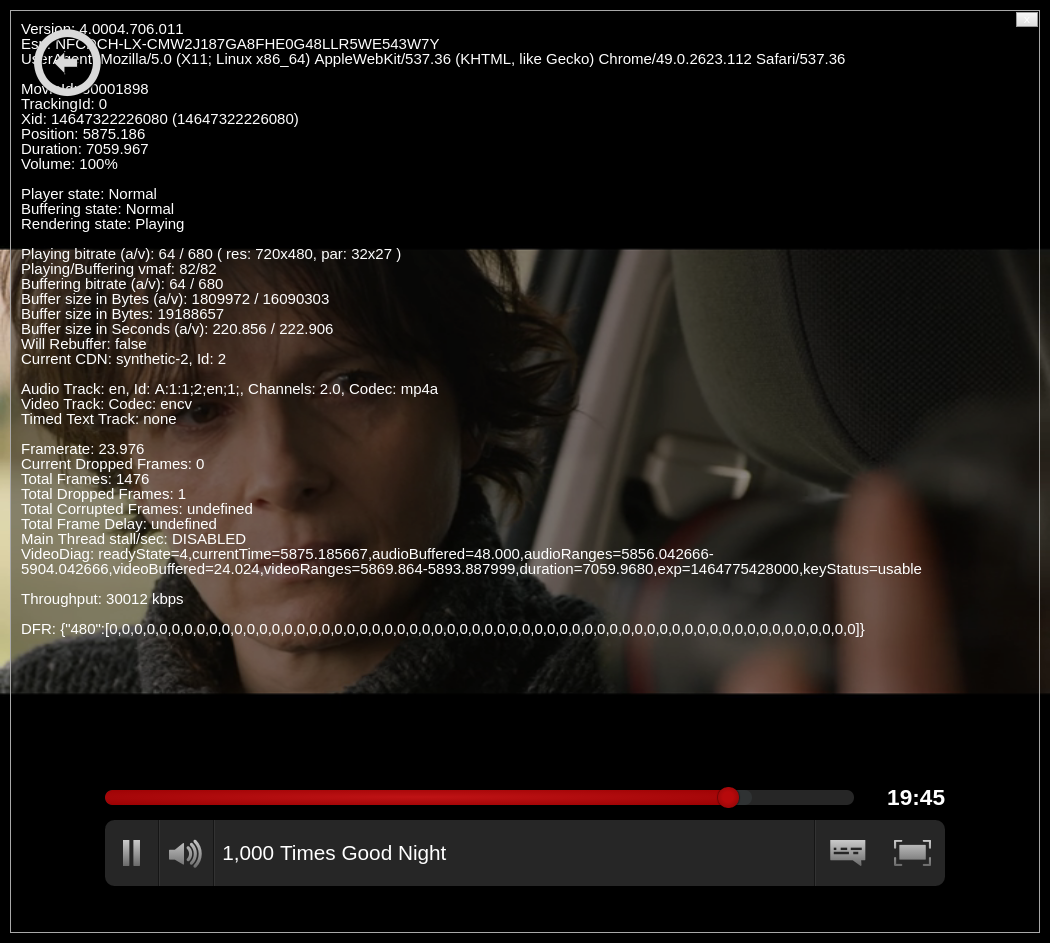 Version: 4.0004.706.011
Esn: NFCDCH-LX-CMW2J187GA8FHE0G48LLR5WE543W7Y
UserAgent: Mozilla/5.0 (X11; Linux x86_64) AppleWebKit/537.36 (KHTML, like Gecko) Chrome/49.0.2623.112 Safari/537.36
MovieId: 80001898
TrackingId: 0
Xid: 14647322226080 (14647322226080)
Position: 5875.186
Duration: 7059.967
Volume: 100%
Player state: Normal
Buffering state: Normal
Rendering state: Playing
Playing bitrate (a/v): 64 / 680 ( res: 720x480, par: 32x27 )
Playing/Buffering vmaf: 82/82
Buffering bitrate (a/v): 64 / 680
Buffer size in Bytes (a/v): 1809972 / 16090303
Buffer size in Bytes: 19188657
Buffer size in Seconds (a/v): 220.856 / 222.906
Will Rebuffer: false
Current CDN: synthetic-2, Id: 2
Audio Track: en, Id: A:1:1;2;en;1;, Channels: 2.0, Codec: mp4a
Video Track: Codec: encv
Timed Text Track: none
Framerate: 23.976
Current Dropped Frames: 0
Total Frames: 1476
Total Dropped Frames: 1
Total Corrupted Frames: undefined
Total Frame Delay: undefined
Main Thread stall/sec: DISABLED
VideoDiag: readyState=4,currentTime=5875.185667,audioBuffered=48.000,audioRanges=5856.042666-
5904.042666,videoBuffered=24.024,videoRanges=5869.864-5893.887999,duration=7059.9680,exp=1464775428000,keyStatus=usable
Throughput: 30012 kbps
DFR: {"480":[0,0,0,0,0,0,0,0,0,0,0,0,0,0,0,0,0,0,0,0,0,0,0,0,0,0,0,0,0,0,0,0,0,0,0,0,0,0,0,0,0,0,0,0,0,0,0,0,0,0,0,0,0,0,0,0,0,0,0,0]}
19:45
1,000 Times Good Night